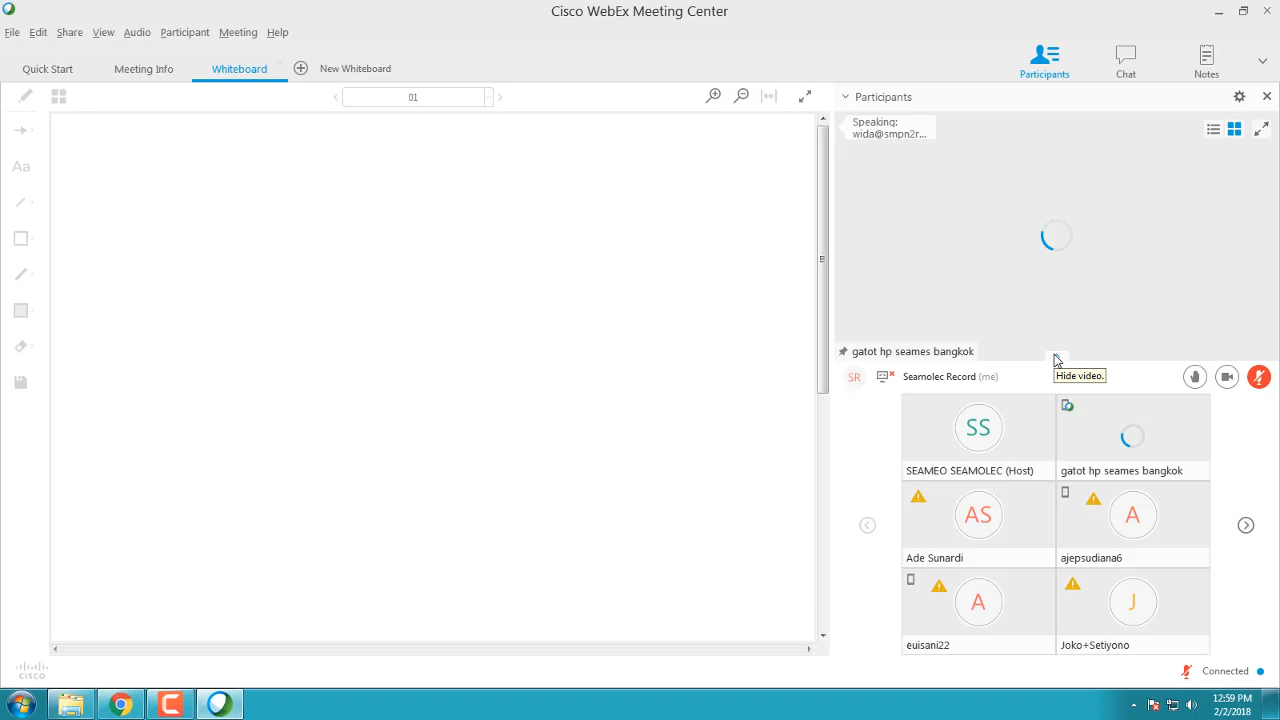 Cisco WebEx Meeting Center
File Edit Share View Audio Participant Meeting Help
Quick Start Meeting Info Whiteboard New Whiteboard
Participants Chat Notes
01
Participants
Speaking:
wida@smpn2r...
Aa
gatot hp seames bangkok
Hide video.
SR Seamolec Record (me)
SS
SEAMEO SEAMOLEC (Host) gatot hp seames bangkok
AS A
Ade Sunardi ajepsudiana6
A J
euisani22 Joko+Setiyono
cisco
Connected
12:59 PM
2/2/2018